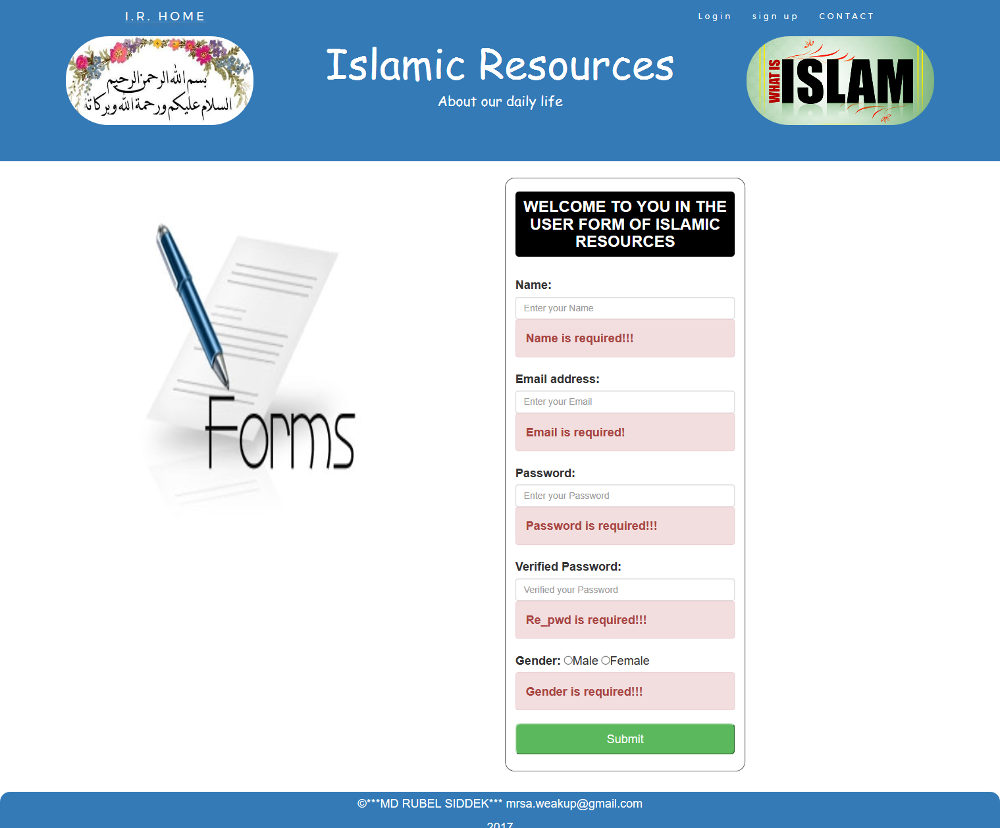 I.R. HOME
Login sign up CONTACT
بسم الله الرحمن الرحيم
السلام عليكم ورحمة الله وبركاته
Islamic Resources
About our daily life
WHAT IS
ISLAM
Forms
WELCOME TO YOU IN THE
USER FORM OF ISLAMIC
RESOURCES
Name:
Enter your Name
Name is required!!!
Email address:
Enter your Email
Email is required!
Password:
Enter your Password
Password is required!!!
Verified Password:
Verified your Password
Re_pwd is required!!!
Gender: Male Female
Gender is required!!!
Submit
©***MD RUBEL SIDDEK*** mrsa.weakup@gmail.com
2017